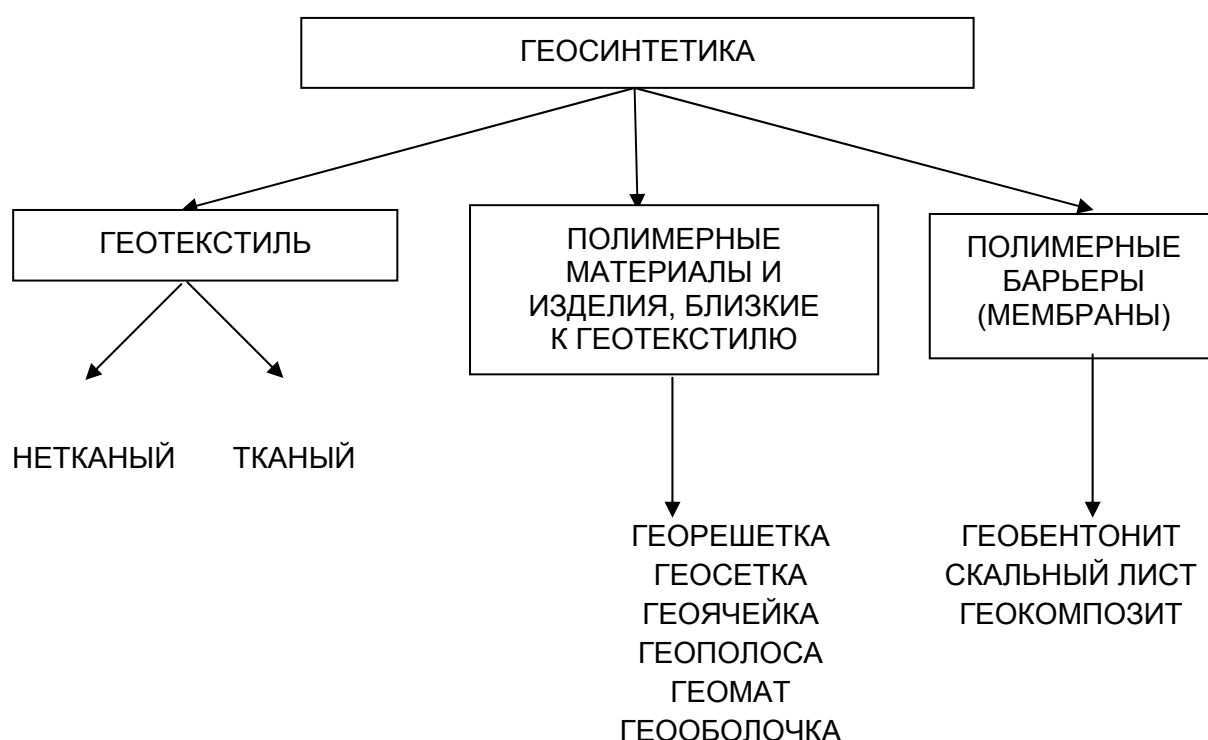 ГЕОСИНТЕТИКА
ГЕОТЕКСТИЛЬ
ПОЛИМЕРНЫЕ
МАТЕРИАЛЫ И
ИЗДЕЛИЯ, БЛИЗКИЕ
К ГЕОТЕКСТИЛЮ
ПОЛИМЕРНЫЕ
БАРЬЕРЫ
(МЕМБРАНЫ)
НЕТКАНЫЙ
ТКАНЫЙ
ГЕОРЕШЕТКА
ГЕОСЕТКА
ГЕОЯЧЕЙКА
ГЕОПОЛОСА
ГЕОМАТ
ГЕООБОЛОЧКА
ГЕОБЕНТОНИТ
СКАЛЬНЫЙ ЛИСТ
ГЕОКОМПОЗИТ